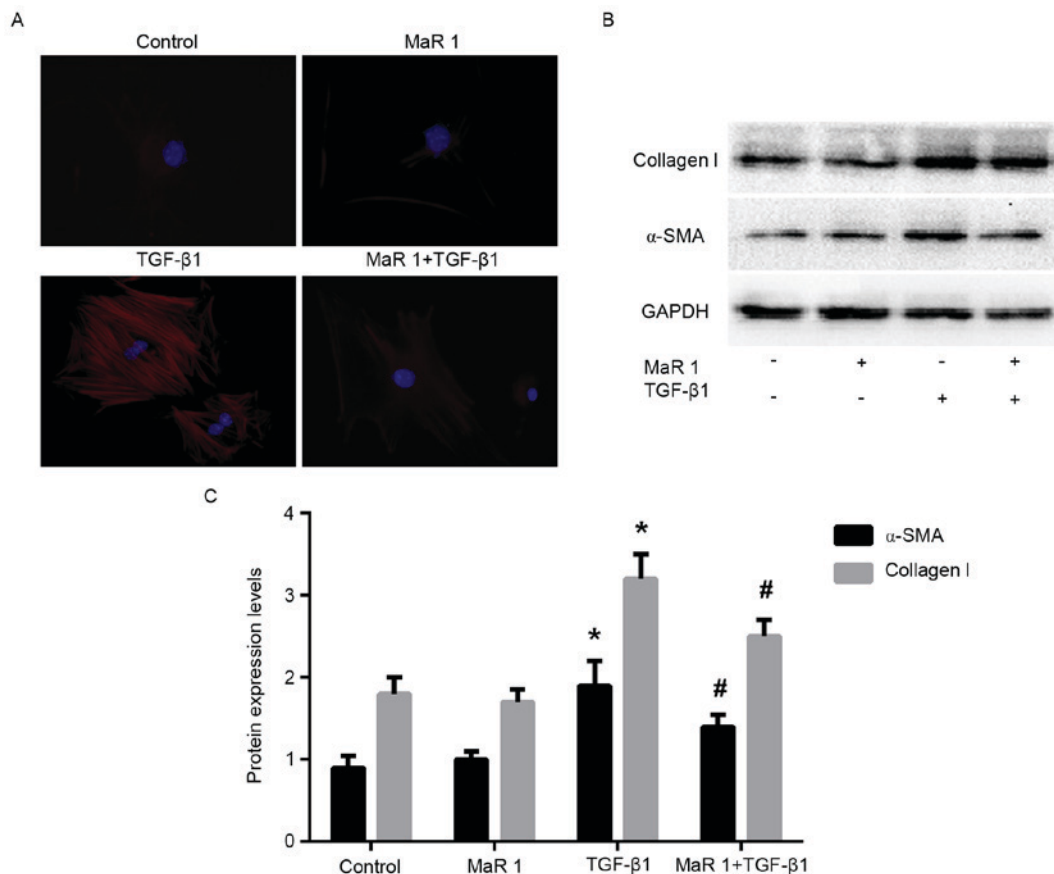 A
Control
MaR 1
TGF-β1
MaR 1+TGF-β1
B
Collagen I
α-SMA
GAPDH
MaR 1 - + - +
TGF-β1 - - + +
C
Protein expression levels
4
3
2
1
0
*
*
#
#
Control
MaR 1
TGF-β1
MaR 1+TGF-β1
α-SMA
Collagen I